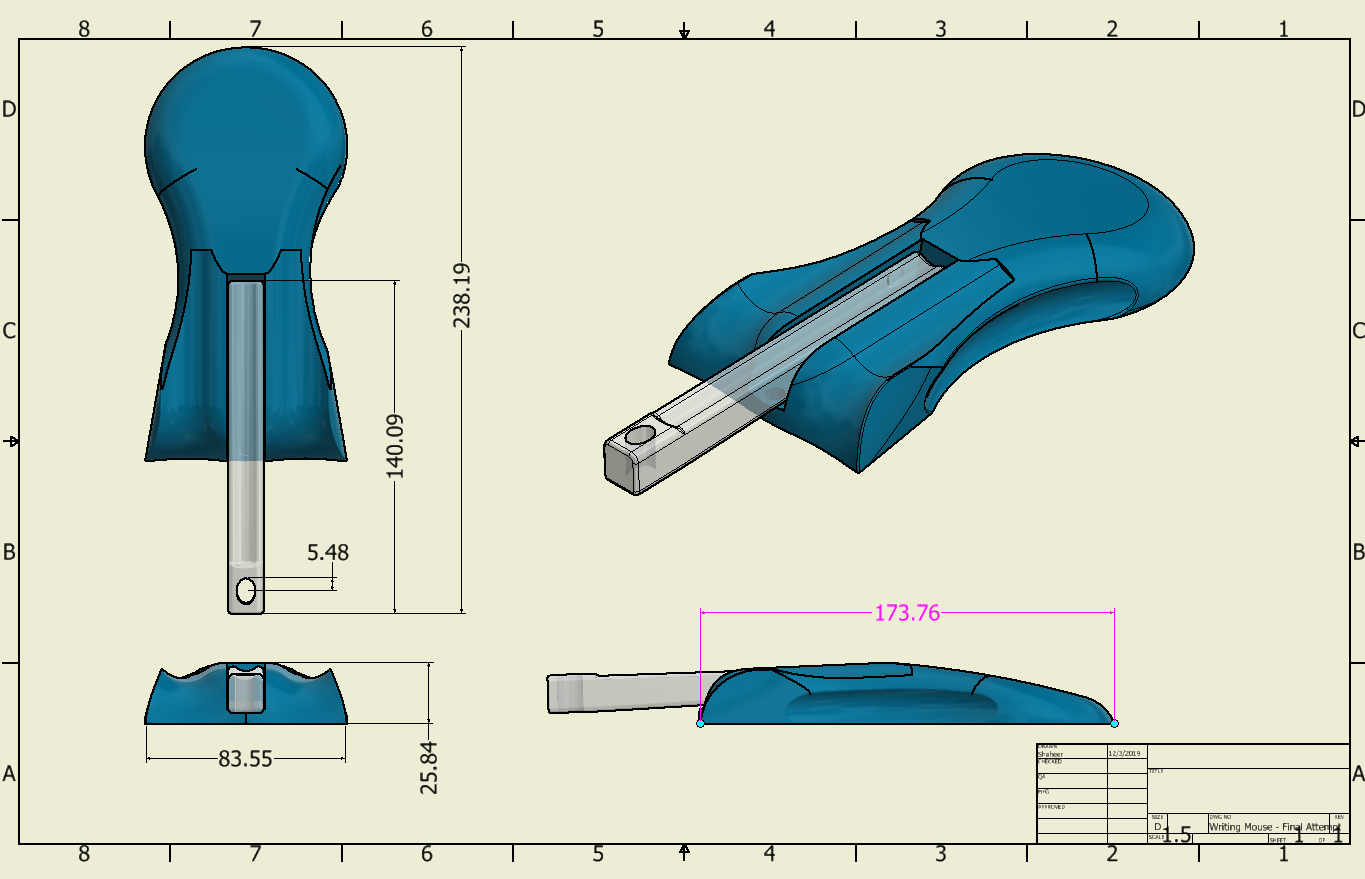 8 7 6 5 4 3 2 1
D D
238.19
C C
140.09
5.48
B B
173.76
83.55
25.84
A A
DRAWN
Shaheer 12/3/2019
CHECKED
TITLE
QA
MFG
APPROVED
SIZE DWG NO REV
D Writing Mouse - Final Attempt
SCALE 1.5 SHEET 1 OF 1
8 7 6 5 4 3 2 1